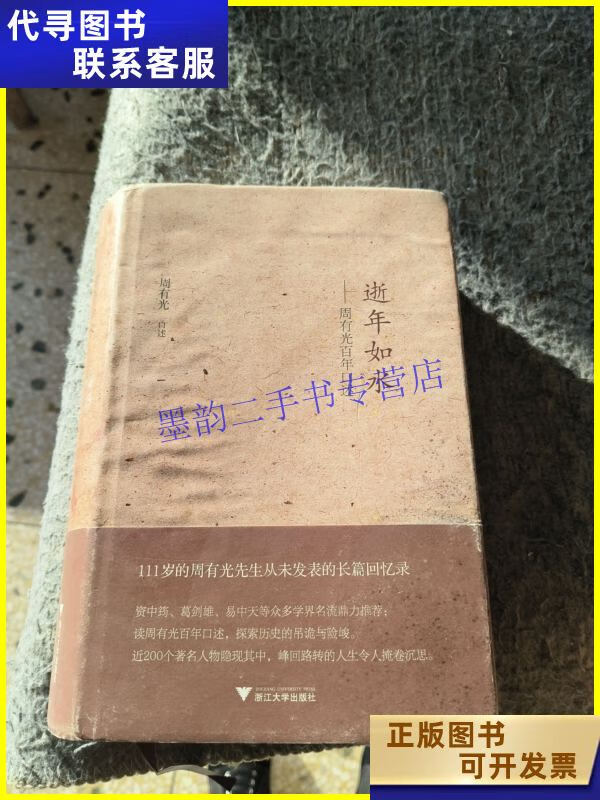 代寻图书
联系客服
逝年如水
——周有光百年口述
周有光 口述
墨韵二手书专营店
111岁的周有光先生从未发表的长篇回忆录
资中筠、葛剑雄、易中天等众多学界名流鼎力推荐；
读周有光百年口述，探索历史的吊诡与险峻。
近200个著名人物隐现其中，峰回路转的人生令人掩卷沉思。
ZHEJIANG UNIVERSITY PRESS
浙江大学出版社
正版图书
可开发票